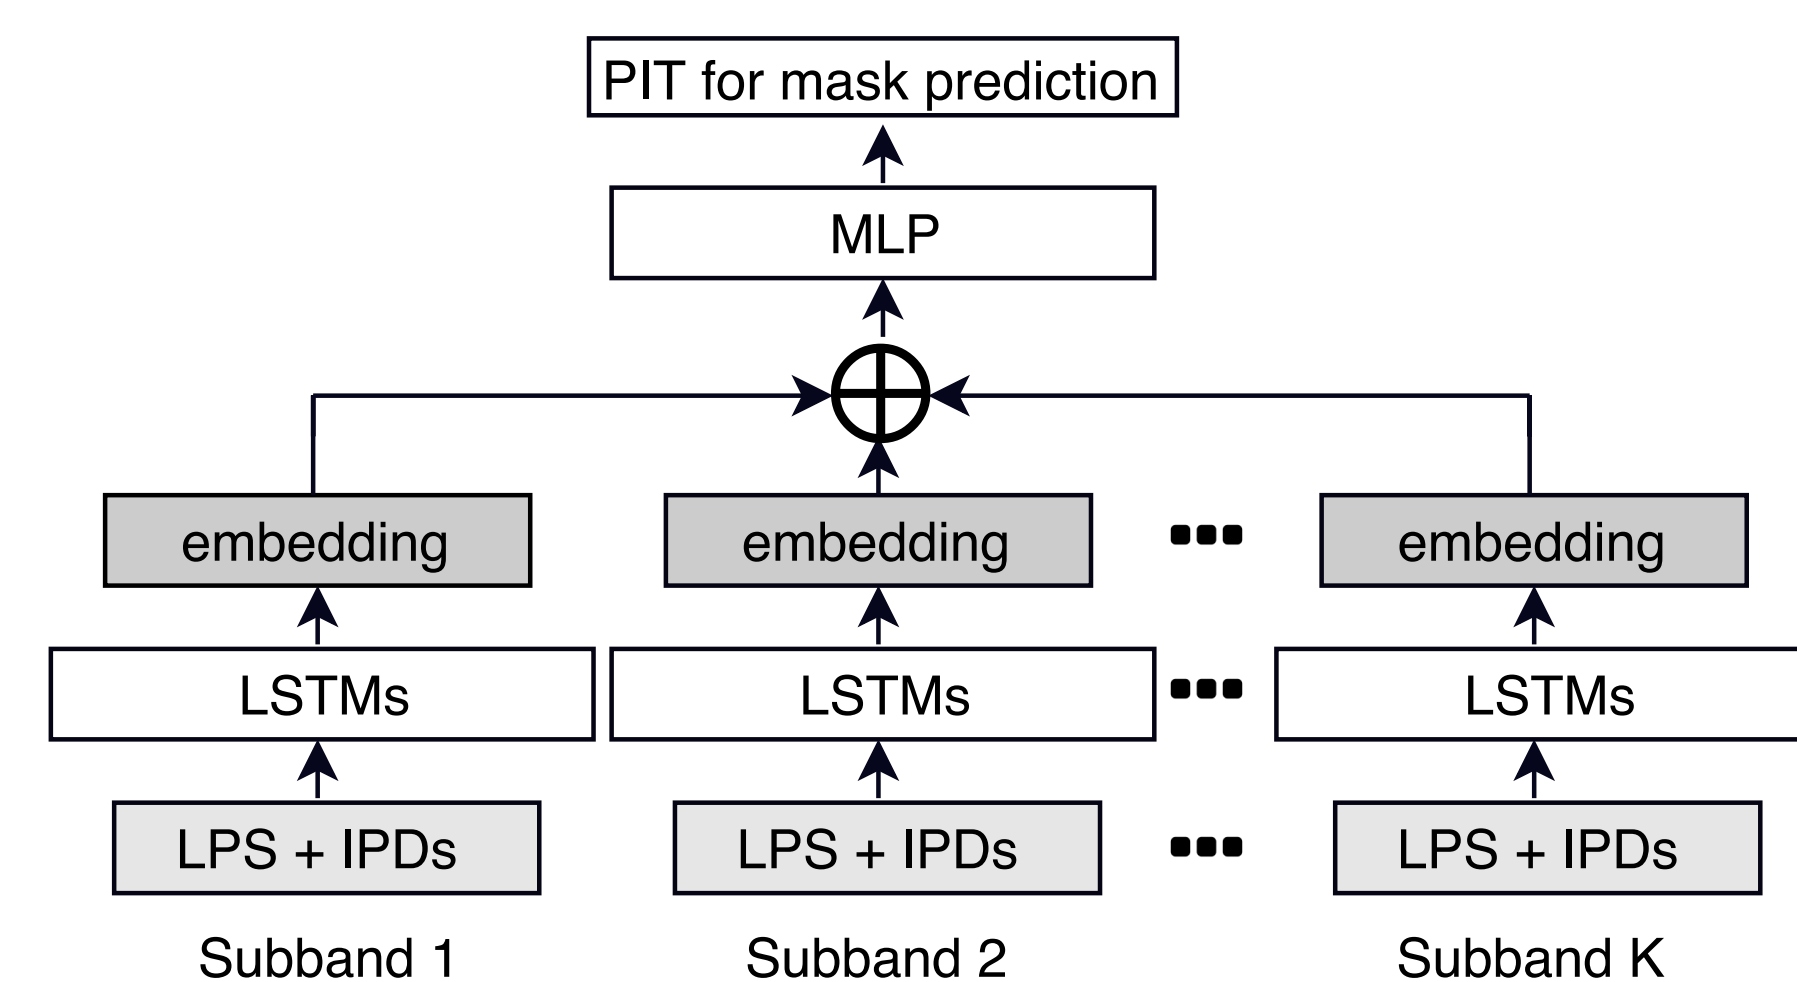 PIT for mask prediction
MLP
embedding embedding embedding
LSTMs LSTMs LSTMs
LPS + IPDs LPS + IPDs LPS + IPDs
Subband 1 Subband 2 Subband K